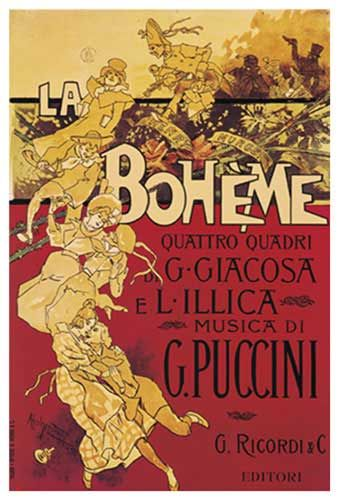 LA
BOHÈME
QUATTRO QUADRI
DI G. GIACOSA
E L. ILLICA
MUSICA DI
G. PUCCINI
G. RICORDI & C
EDITORI